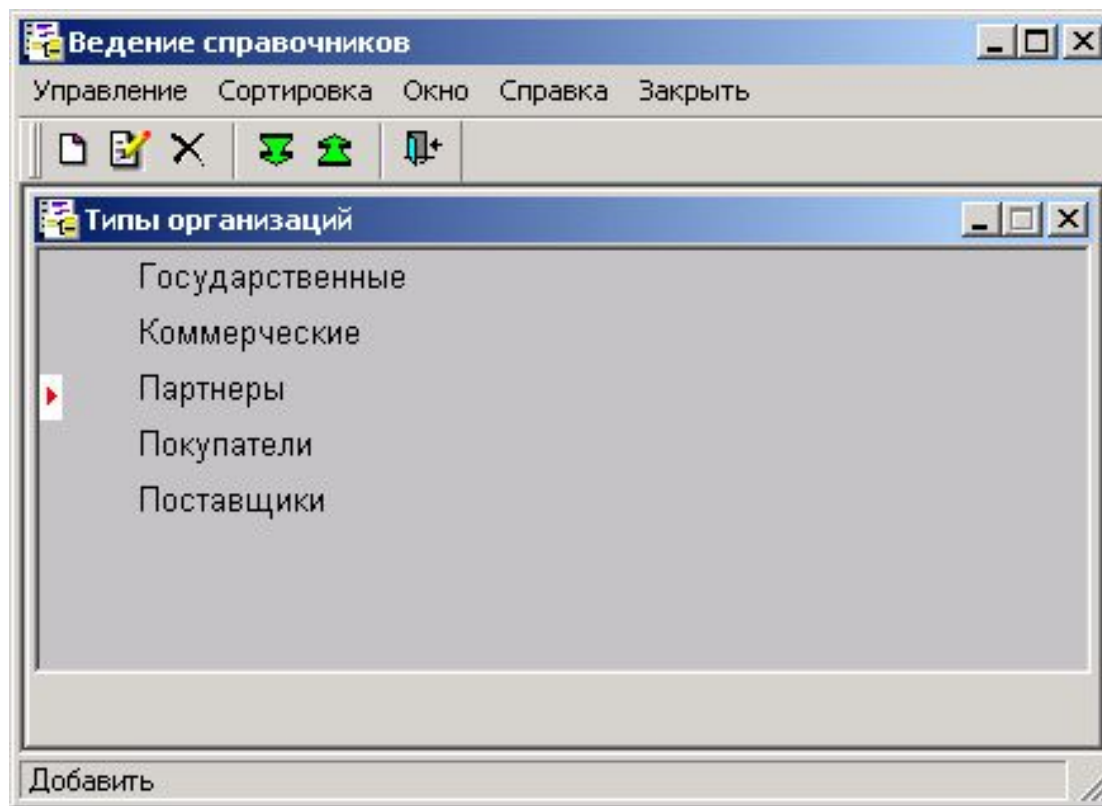 Ведение справочников
Управление Сортировка Окно Справка Закрыть
Типы организаций
Государственные
Коммерческие
Партнеры
Покупатели
Поставщики
Добавить